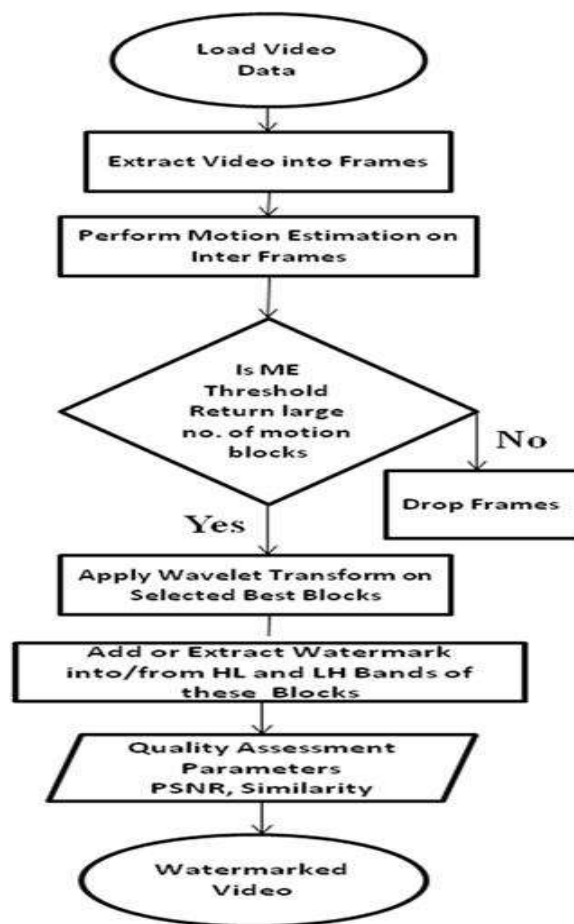 Load Video
Data
Extract Video into Frames
Perform Motion Estimation on
Inter Frames
Is ME
Threshold
Return large
no. of motion
blocks
No
Drop Frames
Yes
Apply Wavelet Transform on
Selected Best Blocks
Add or Extract Watermark
into/from HL and LH Bands of
these Blocks
Quality Assessment
Parameters
PSNR, Similarity
Watermarked
Video